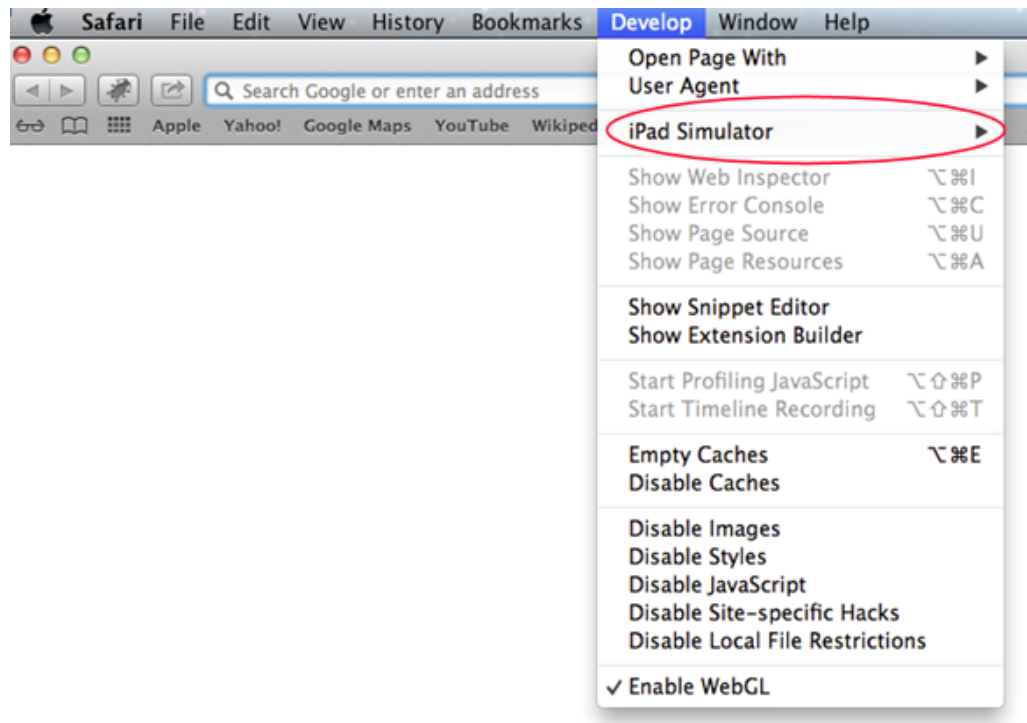 Safari File Edit View History Bookmarks Develop Window Help
Search Google or enter an address
Apple Yahoo! Google Maps YouTube Wikiped
Open Page With ▶
User Agent ▶
iPad Simulator ▶
Show Web Inspector ⌥⌘I
Show Error Console ⌥⌘C
Show Page Source ⌥⌘U
Show Page Resources ⌥⌘A
Show Snippet Editor
Show Extension Builder
Start Profiling JavaScript ⌥⇧⌘P
Start Timeline Recording ⌥⇧⌘T
Empty Caches ⌥⌘E
Disable Caches
Disable Images
Disable Styles
Disable JavaScript
Disable Site-specific Hacks
Disable Local File Restrictions
✓ Enable WebGL